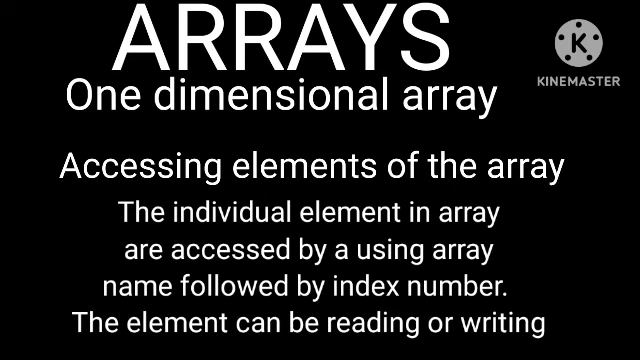 ARRAYS
One dimensional array
KINEMASTER
Accessing elements of the array
The individual element in array
are accessed by a using array
name followed by index number.
The element can be reading or writing